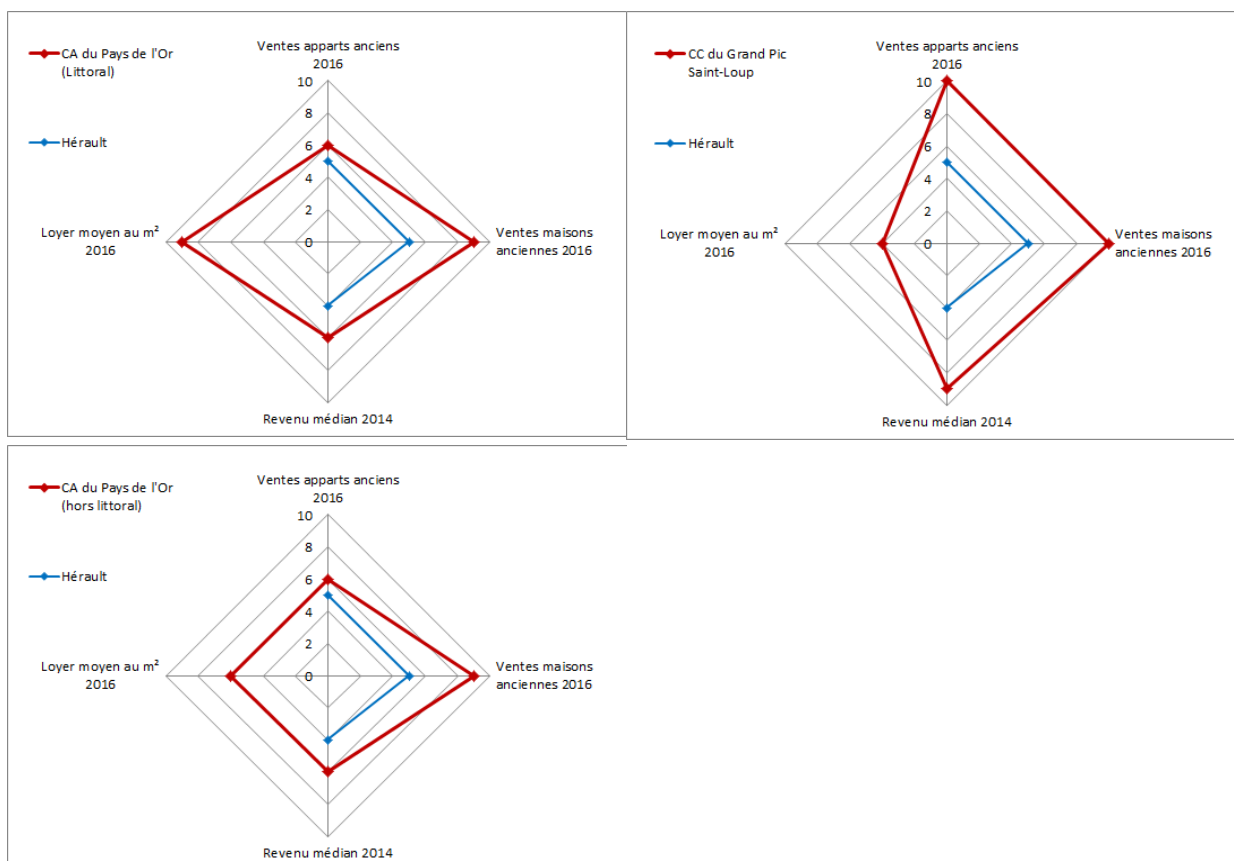 CA du Pays de l'Or
(Littoral)
Hérault
Ventes apparts anciens
2016
10
8
6
4
2
0
Loyer moyen au m²
2016
Ventes maisons
anciennes 2016
Revenu médian 2014
CC du Grand Pic
Saint-Loup
Hérault
Ventes apparts anciens
2016
10
8
6
4
2
0
Loyer moyen au m²
2016
Ventes maisons
anciennes 2016
Revenu médian 2014
CA du Pays de l'Or
(hors littoral)
Hérault
Ventes apparts anciens
2016
10
8
6
4
2
0
Loyer moyen au m²
2016
Ventes maisons
anciennes 2016
Revenu médian 2014